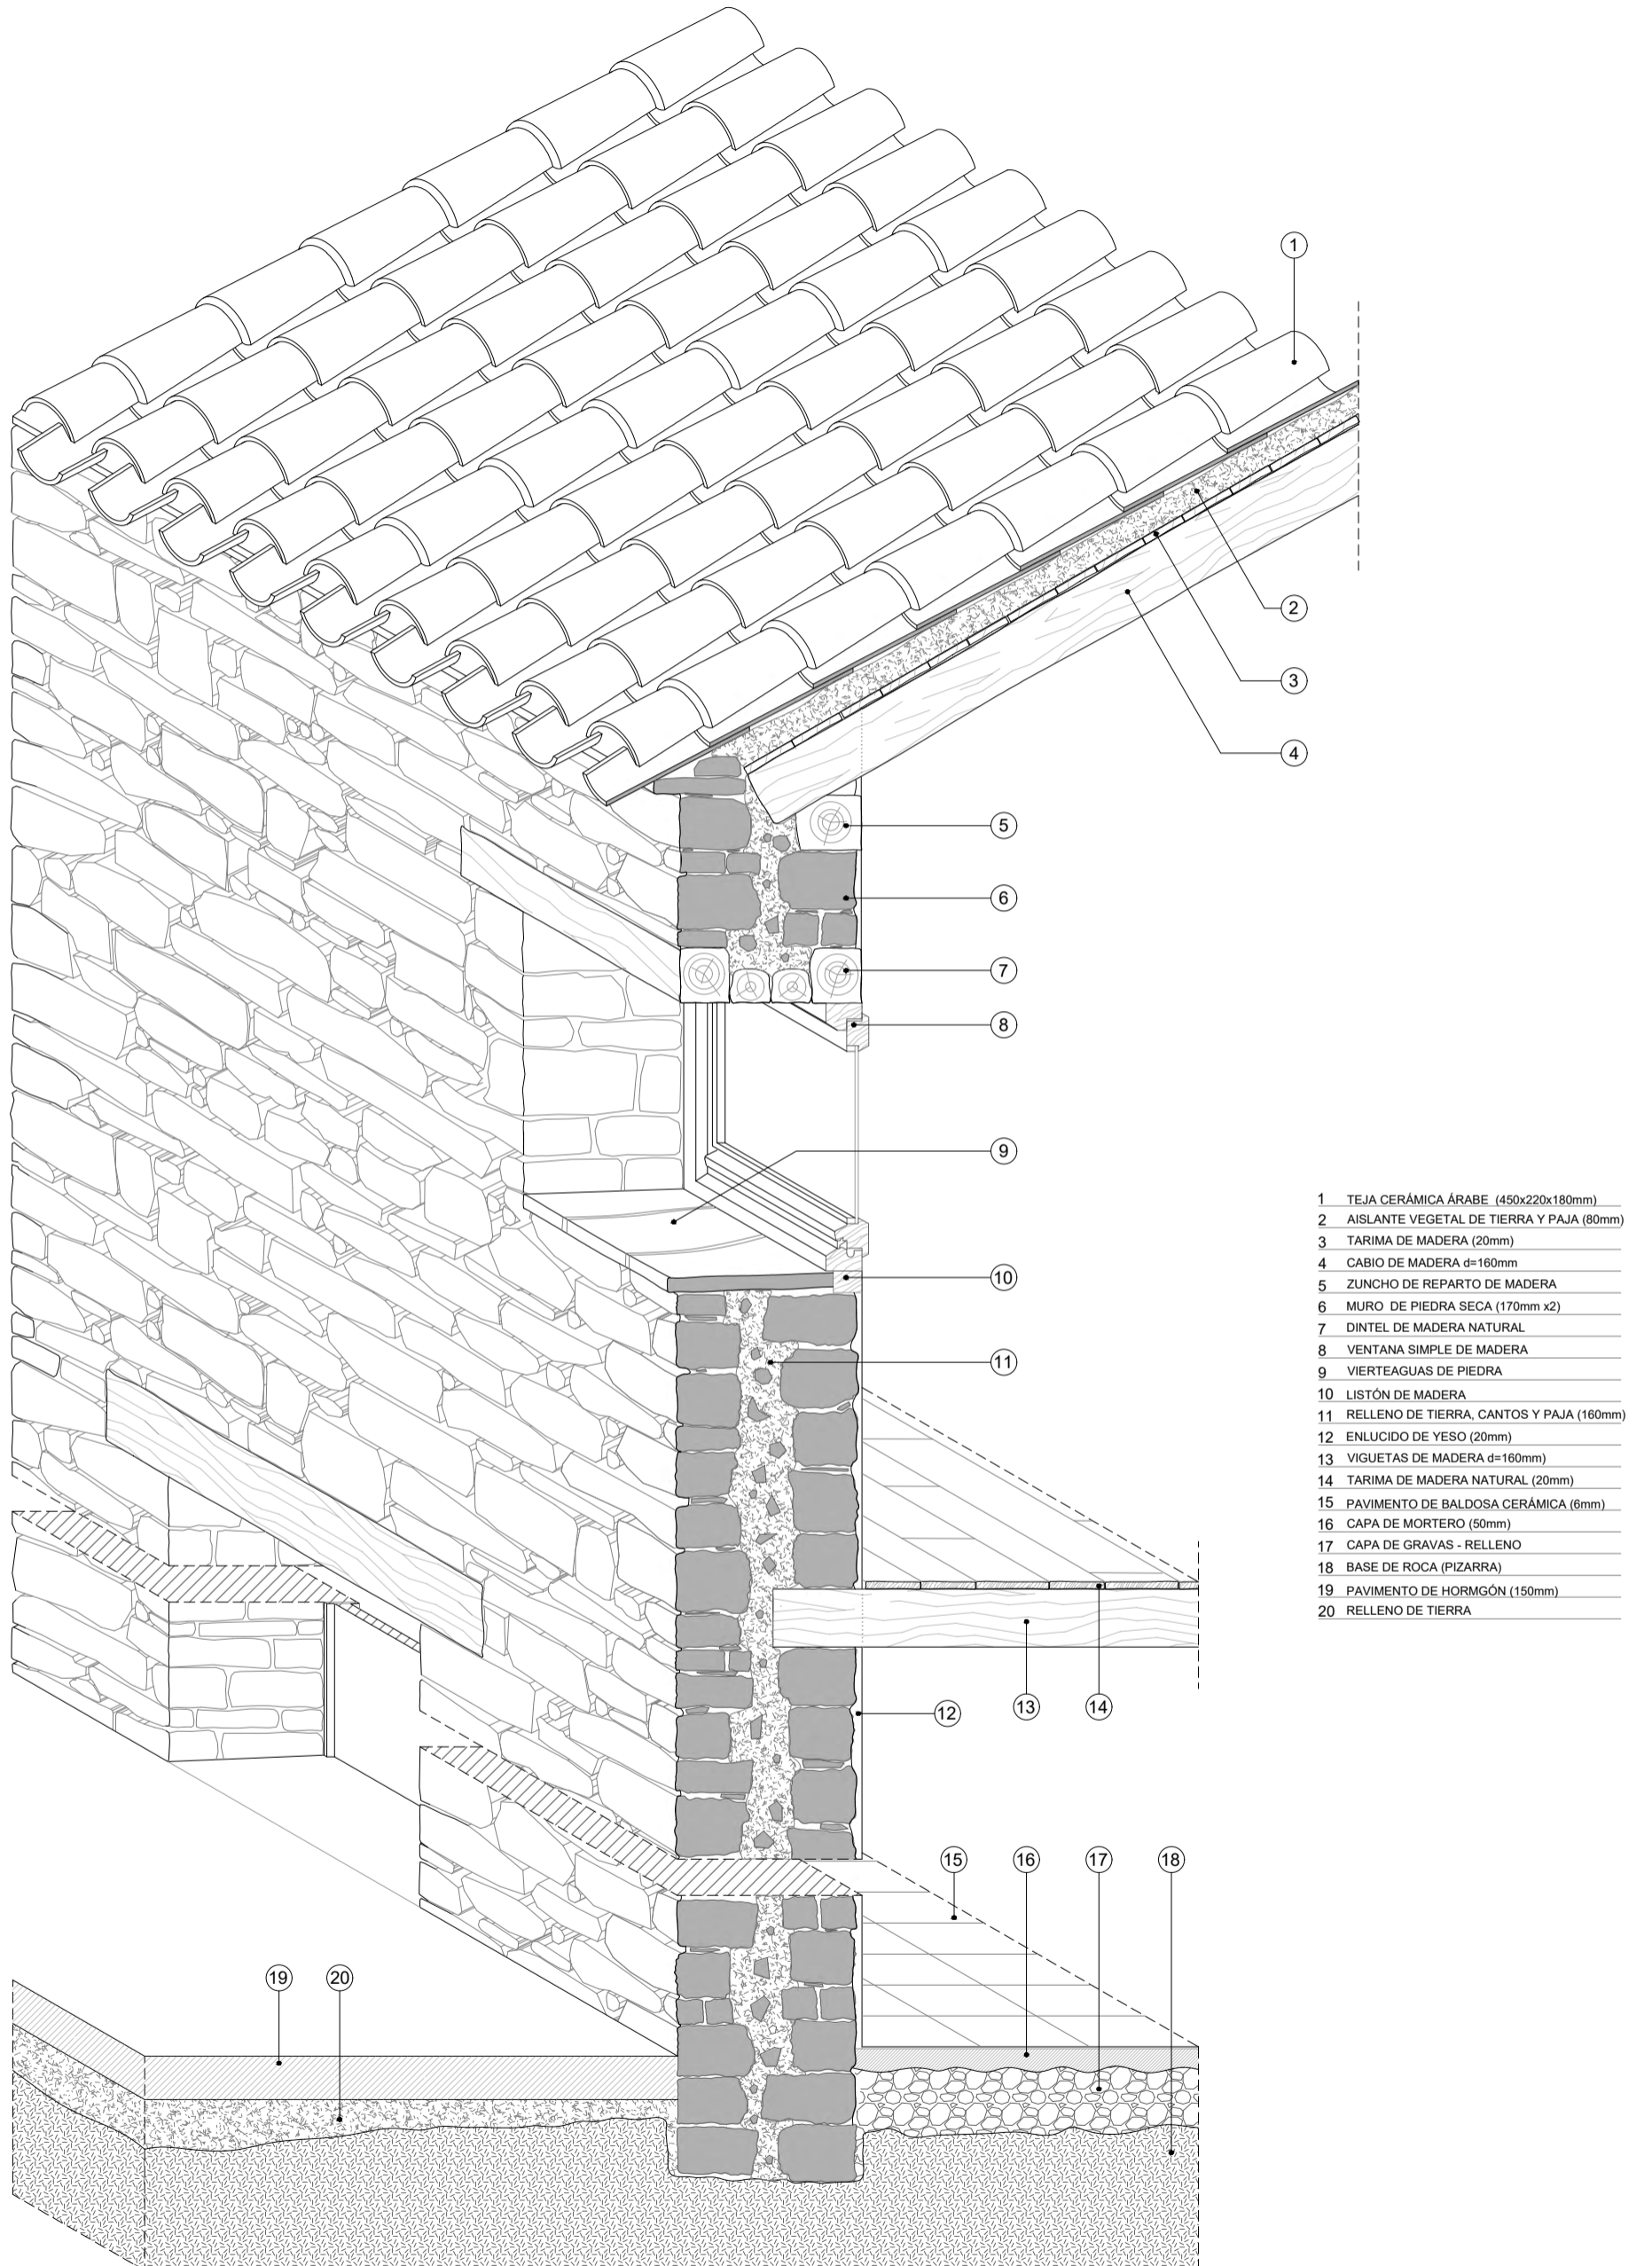 1
2
3
4
5
6
7
8
9
10
11
12
13
14
15
16
17
18
19
20
1 TEJA CERÁMICA ÁRABE (450x220x180mm)
2 AISLANTE VEGETAL DE TIERRA Y PAJA (80mm)
3 TARIMA DE MADERA (20mm)
4 CABIO DE MADERA d=160mm
5 ZUNCHO DE REPARTO DE MADERA
6 MURO DE PIEDRA SECA (170mm x2)
7 DINTEL DE MADERA NATURAL
8 VENTANA SIMPLE DE MADERA
9 VIERTEAGUAS DE PIEDRA
10 LISTÓN DE MADERA
11 RELLENO DE TIERRA, CANTOS Y PAJA (160mm)
12 ENLUCIDO DE YESO (20mm)
13 VIGUETAS DE MADERA d=160mm)
14 TARIMA DE MADERA NATURAL (20mm)
15 PAVIMENTO DE BALDOSA CERÁMICA (6mm)
16 CAPA DE MORTERO (50mm)
17 CAPA DE GRAVAS - RELLENO
18 BASE DE ROCA (PIZARRA)
19 PAVIMENTO DE HORMGÓN (150mm)
20 RELLENO DE TIERRA